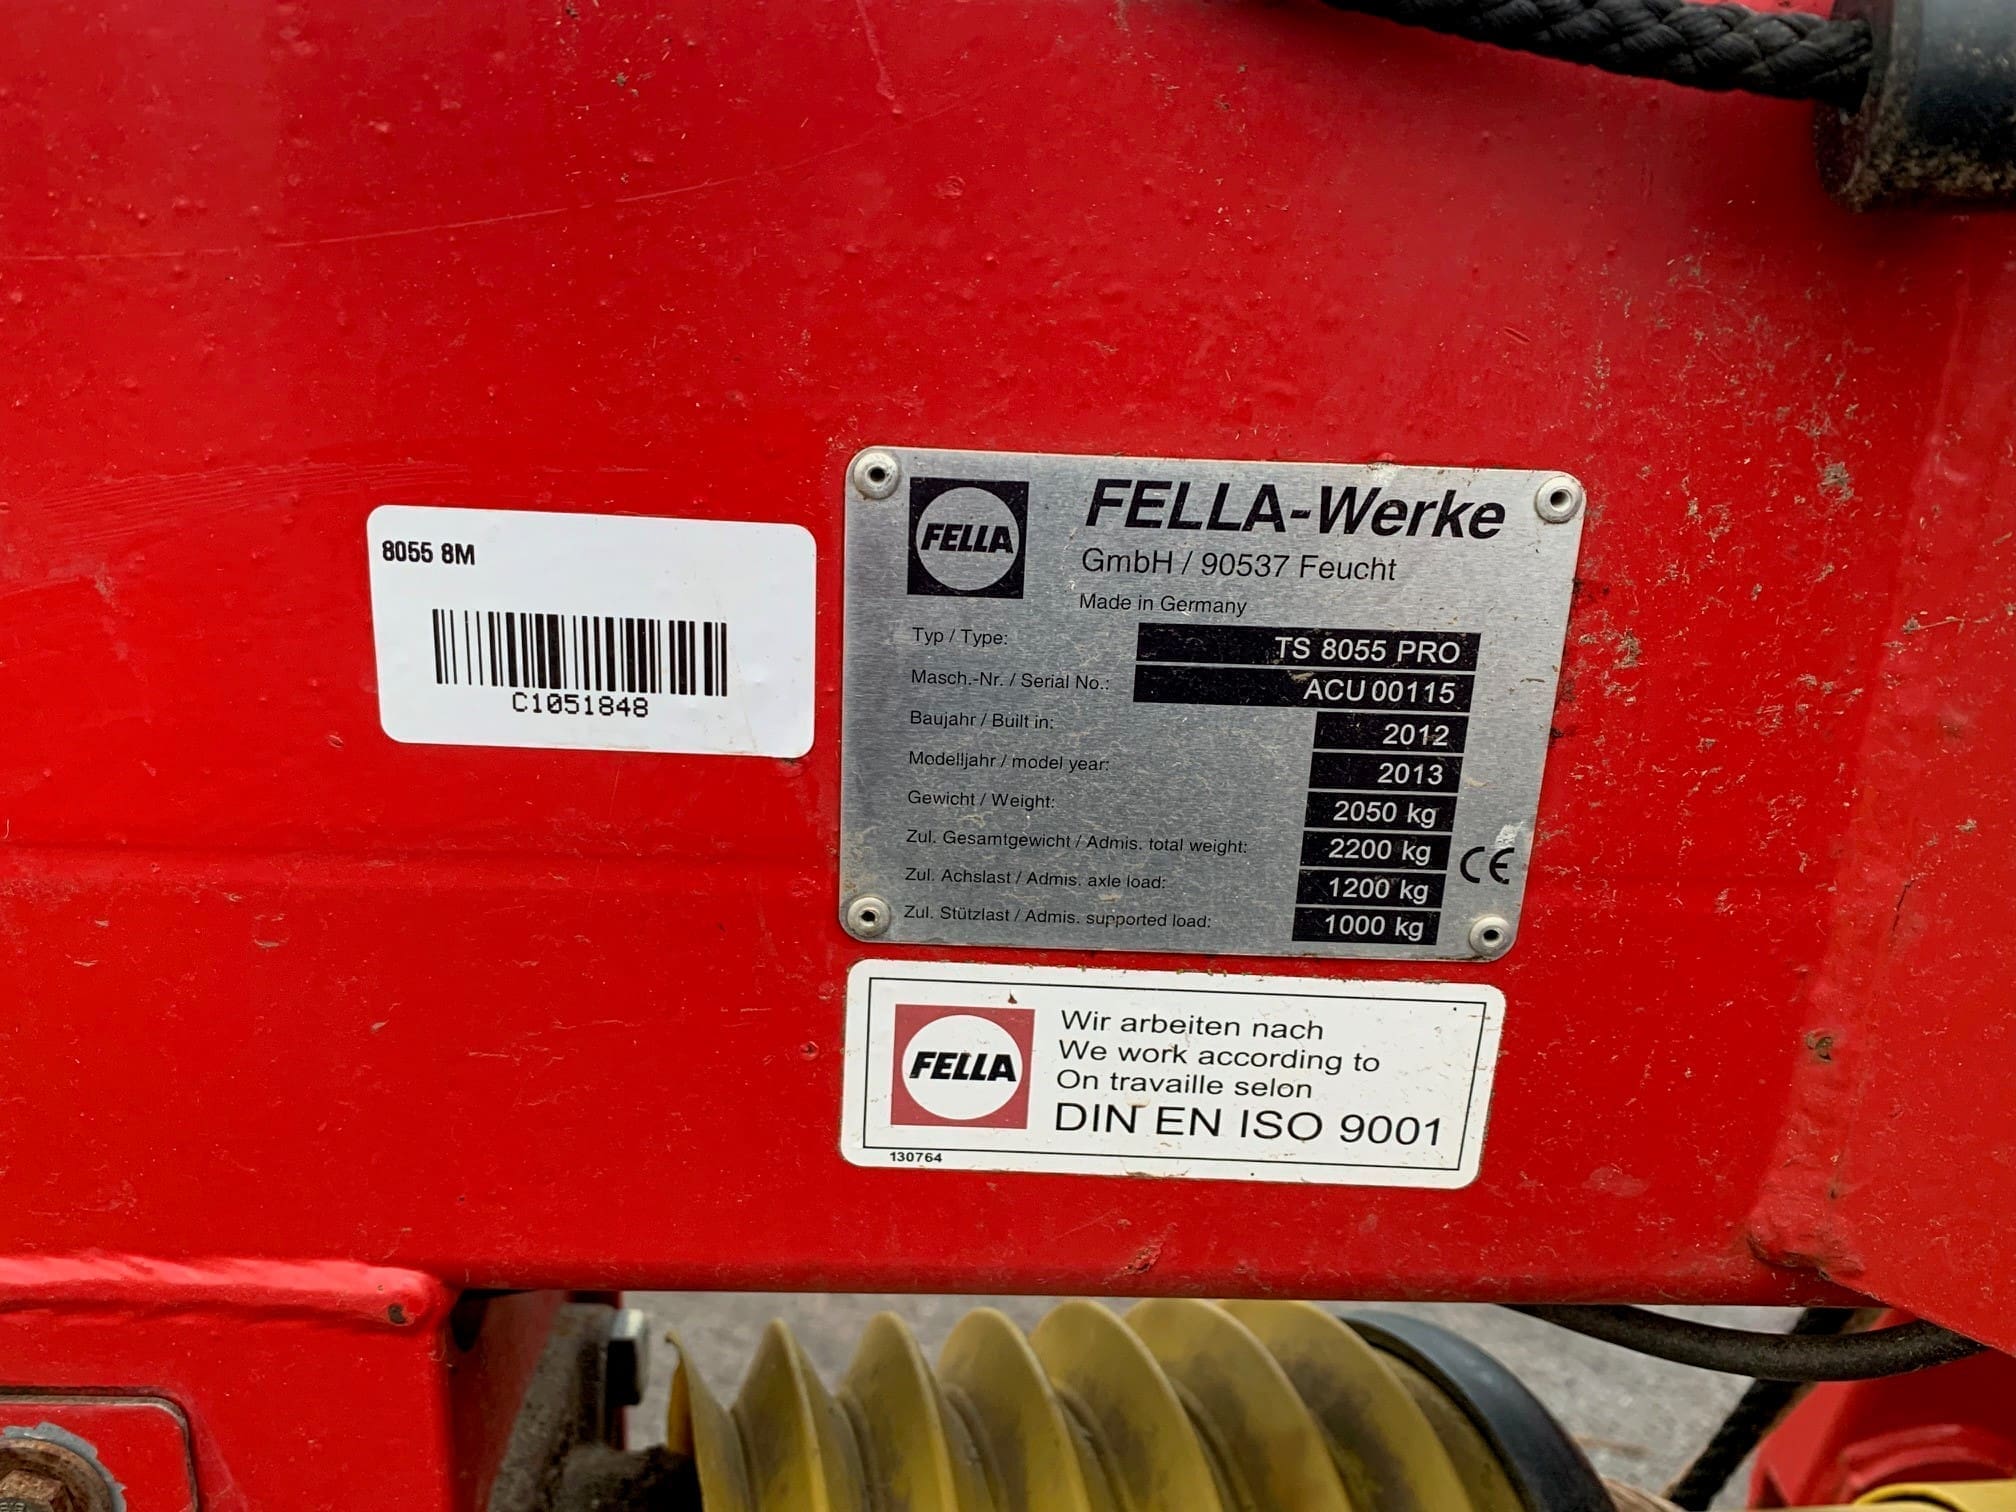 8055 8M
C1051848
FELLA
FELLA-Werke
GmbH / 90537 Feucht
Made in Germany
Typ / Type: TS 8055 PRO
Masch.-Nr. / Serial No.: ACU 00115
Baujahr / Built in: 2012
Modelljahr / model year: 2013
Gewicht / Weight: 2050 kg
Zul. Gesamtgewicht / Admis. total weight: 2200 kg
CE
Zul. Achslast / Admis. axle load: 1200 kg
Zul. Stützlast / Admis. supported load: 1000 kg
FELLA
Wir arbeiten nach
We work according to
On travaille selon
DIN EN ISO 9001
130764